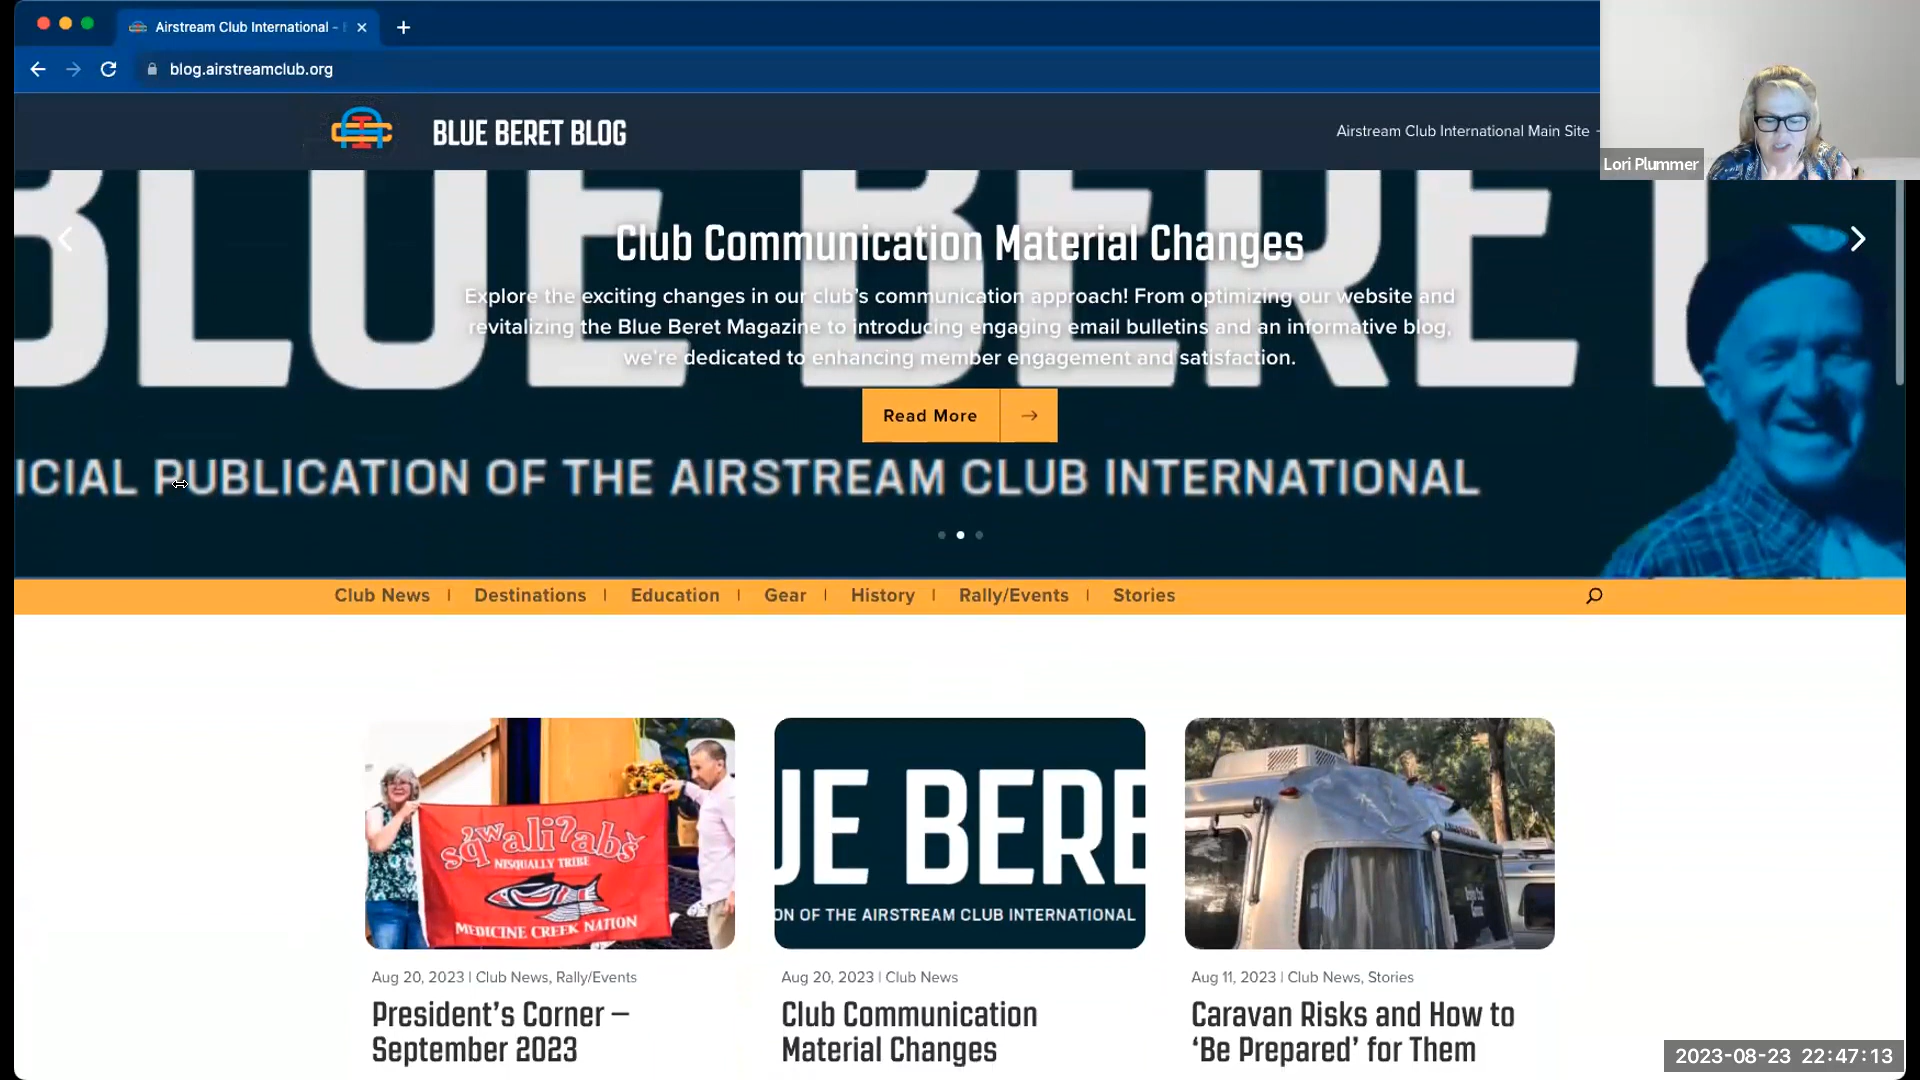 Airstream Club International -
blog.airstreamclub.org
BLUE BERET BLOG
Airstream Club International Main Site
Lori Plummer
BLUE BERET
Club Communication Material Changes
Explore the exciting changes in our club's communication approach! From optimizing our website and
revitalizing the Blue Beret Magazine to introducing engaging email bulletins and an informative blog,
we're dedicated to enhancing member engagement and satisfaction.
Read More
ICIAL PUBLICATION OF THE AIRSTREAM CLUB INTERNATIONAL
Club News | Destinations | Education | Gear | History | Rally/Events | Stories
sqʷaliʔabš
NISQUALLY TRIBE
MEDICINE CREEK NATION
UE BERE
ON OF THE AIRSTREAM CLUB INTERNATIONAL
Aug 20, 2023 | Club News, Rally/Events
President's Corner –
September 2023
Aug 20, 2023 | Club News
Club Communication
Material Changes
Aug 11, 2023 | Club News, Stories
Caravan Risks and How to
'Be Prepared' for Them
2023-08-23 22:47:13